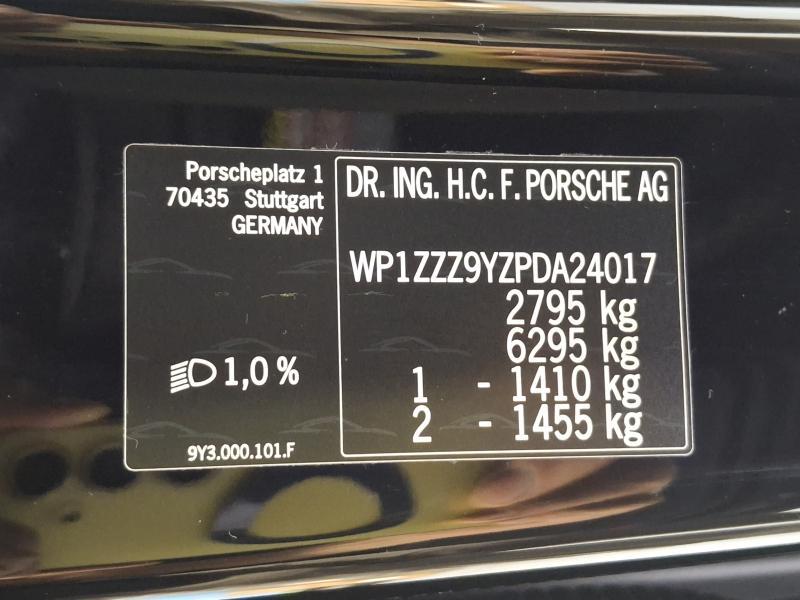 Porscheplatz 1
70435 Stuttgart
GERMANY
1,0 %
9Y3.000.101.F
DR. ING. H.C. F. PORSCHE AG
WP1ZZZ9YZPDA24017
2795 kg
6295 kg
1 - 1410 kg
2 - 1455 kg